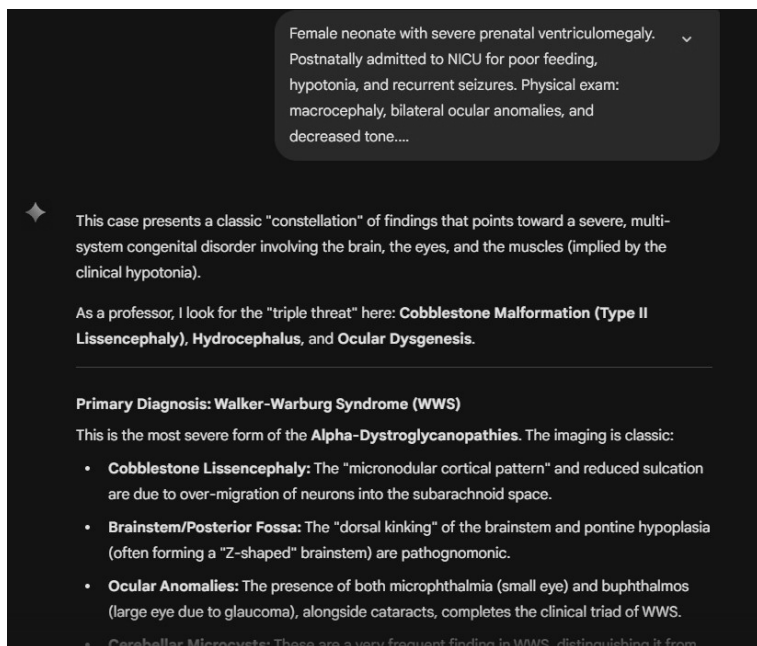 Female neonate with severe prenatal ventriculomegaly.
Postnatally admitted to NICU for poor feeding,
hypotonia, and recurrent seizures. Physical exam:
macrocephaly, bilateral ocular anomalies, and
decreased tone....
This case presents a classic "constellation" of findings that points toward a severe, multi-
system congenital disorder involving the brain, the eyes, and the muscles (implied by the
clinical hypotonia).
As a professor, I look for the "triple threat" here: Cobblestone Malformation (Type II
Lissencephaly), Hydrocephalus, and Ocular Dysgenesis.
Primary Diagnosis: Walker-Warburg Syndrome (WWS)
This is the most severe form of the Alpha-Dystroglycanopathies. The imaging is classic:
• Cobblestone Lissencephaly: The "micronodular cortical pattern" and reduced sulcation
are due to over-migration of neurons into the subarachnoid space.
• Brainstem/Posterior Fossa: The "dorsal kinking" of the brainstem and pontine hypoplasia
(often forming a "Z-shaped" brainstem) are pathognomonic.
• Ocular Anomalies: The presence of both microphthalmia (small eye) and buphthalmos
(large eye due to glaucoma), alongside cataracts, completes the clinical triad of WWS.
• Cerebellar Microcysts: These are a very frequent finding in WWS, distinguishing it from